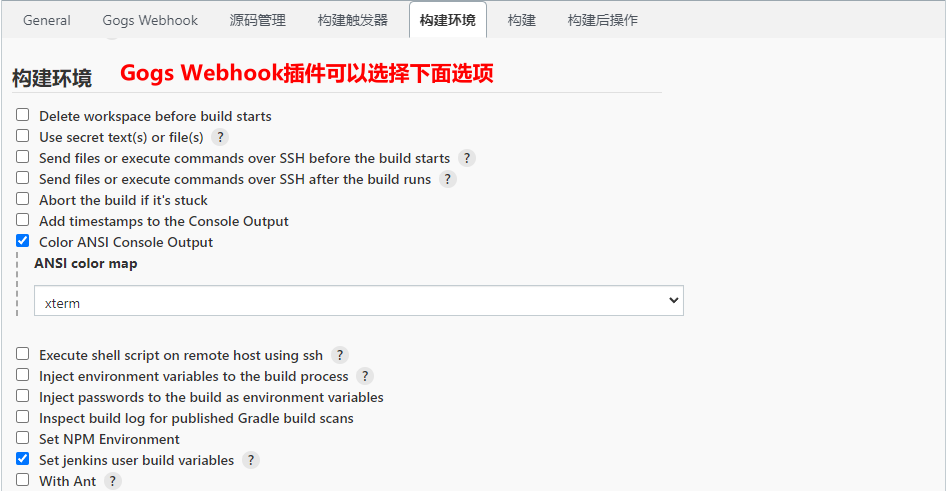 General Gogs Webhook 源码管理 构建触发器 构建环境 构建 构建后操作
构建环境 Gogs Webhook插件可以选择下面选项
Delete workspace before build starts
Use secret text(s) or file(s) ?
Send files or execute commands over SSH before the build starts ?
Send files or execute commands over SSH after the build runs ?
Abort the build if it's stuck
Add timestamps to the Console Output
Color ANSI Console Output
ANSI color map
xterm
Execute shell script on remote host using ssh ?
Inject environment variables to the build process ?
Inject passwords to the build as environment variables
Inspect build log for published Gradle build scans
Set NPM Environment
Set jenkins user build variables ?
With Ant ?